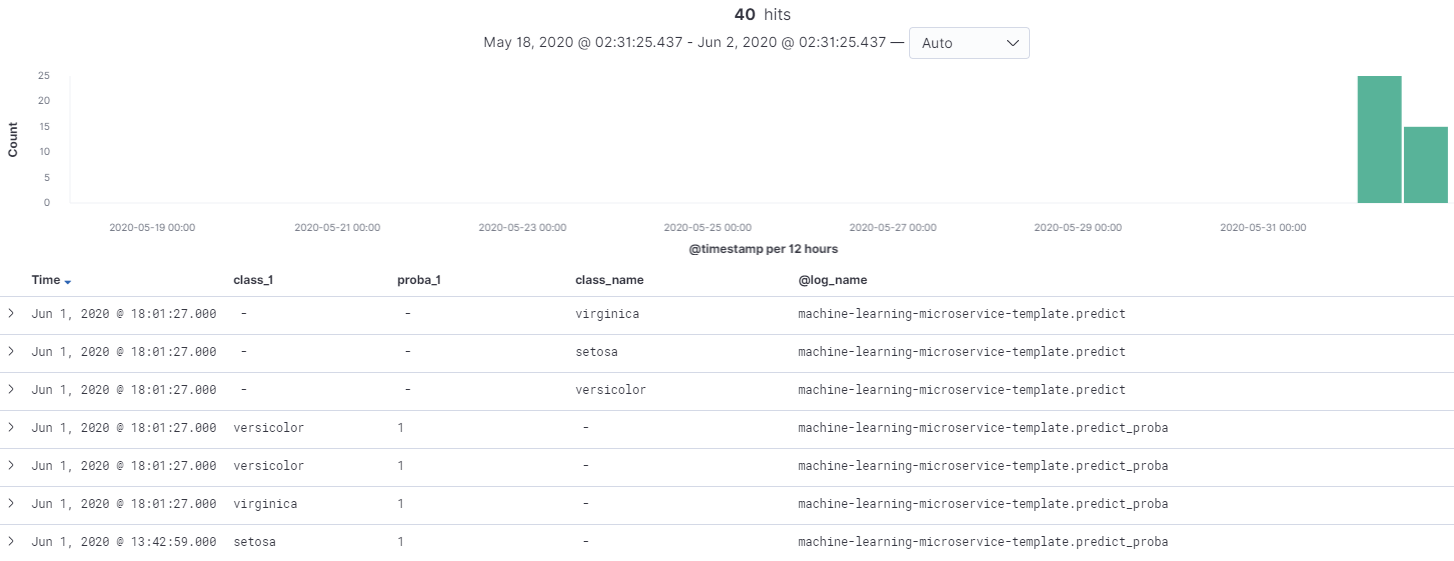 40 hits
May 18, 2020 @ 02:31:25.437 - Jun 2, 2020 @ 02:31:25.437 — Auto
Count
25
20
15
10
5
0
2020-05-19 00:00 2020-05-21 00:00 2020-05-23 00:00 2020-05-25 00:00 2020-05-27 00:00 2020-05-29 00:00 2020-05-31 00:00
@timestamp per 12 hours
Time class_1 proba_1 class_name @log_name
Jun 1, 2020 @ 18:01:27.000 - - virginica machine-learning-microservice-template.predict
Jun 1, 2020 @ 18:01:27.000 - - setosa machine-learning-microservice-template.predict
Jun 1, 2020 @ 18:01:27.000 - - versicolor machine-learning-microservice-template.predict
Jun 1, 2020 @ 18:01:27.000 versicolor 1 - machine-learning-microservice-template.predict_proba
Jun 1, 2020 @ 18:01:27.000 versicolor 1 - machine-learning-microservice-template.predict_proba
Jun 1, 2020 @ 18:01:27.000 virginica 1 - machine-learning-microservice-template.predict_proba
Jun 1, 2020 @ 13:42:59.000 setosa 1 - machine-learning-microservice-template.predict_proba